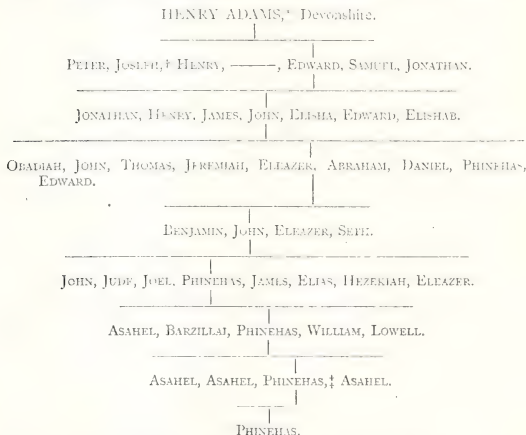 HENRY ADAMS,* Devonshire.
PETER, JOSEPH,† HENRY, ———, EDWARD, SAMUEL, JONATHAN.
JONATHAN, HENRY, JAMES, JOHN, ELISHA, EDWARD, ELISHAB.
OBADIAH, JOHN, THOMAS, JEREMIAH, ELEAZER, ABRAHAM, DANIEL, PHINEHAS,
EDWARD.
BENJAMIN, JOHN, ELEAZER, SETH.
JOHN, JUDE, JOEL, PHINEHAS, JAMES, ELIAS, HEZEKIAH, ELEAZER.
ASAHEL, BARZILLAI, PHINEHAS, WILLIAM, LOWELL.
ASAHEL, ASAHEL, PHINEHAS,‡ ASAHEL.
PHINEHAS.